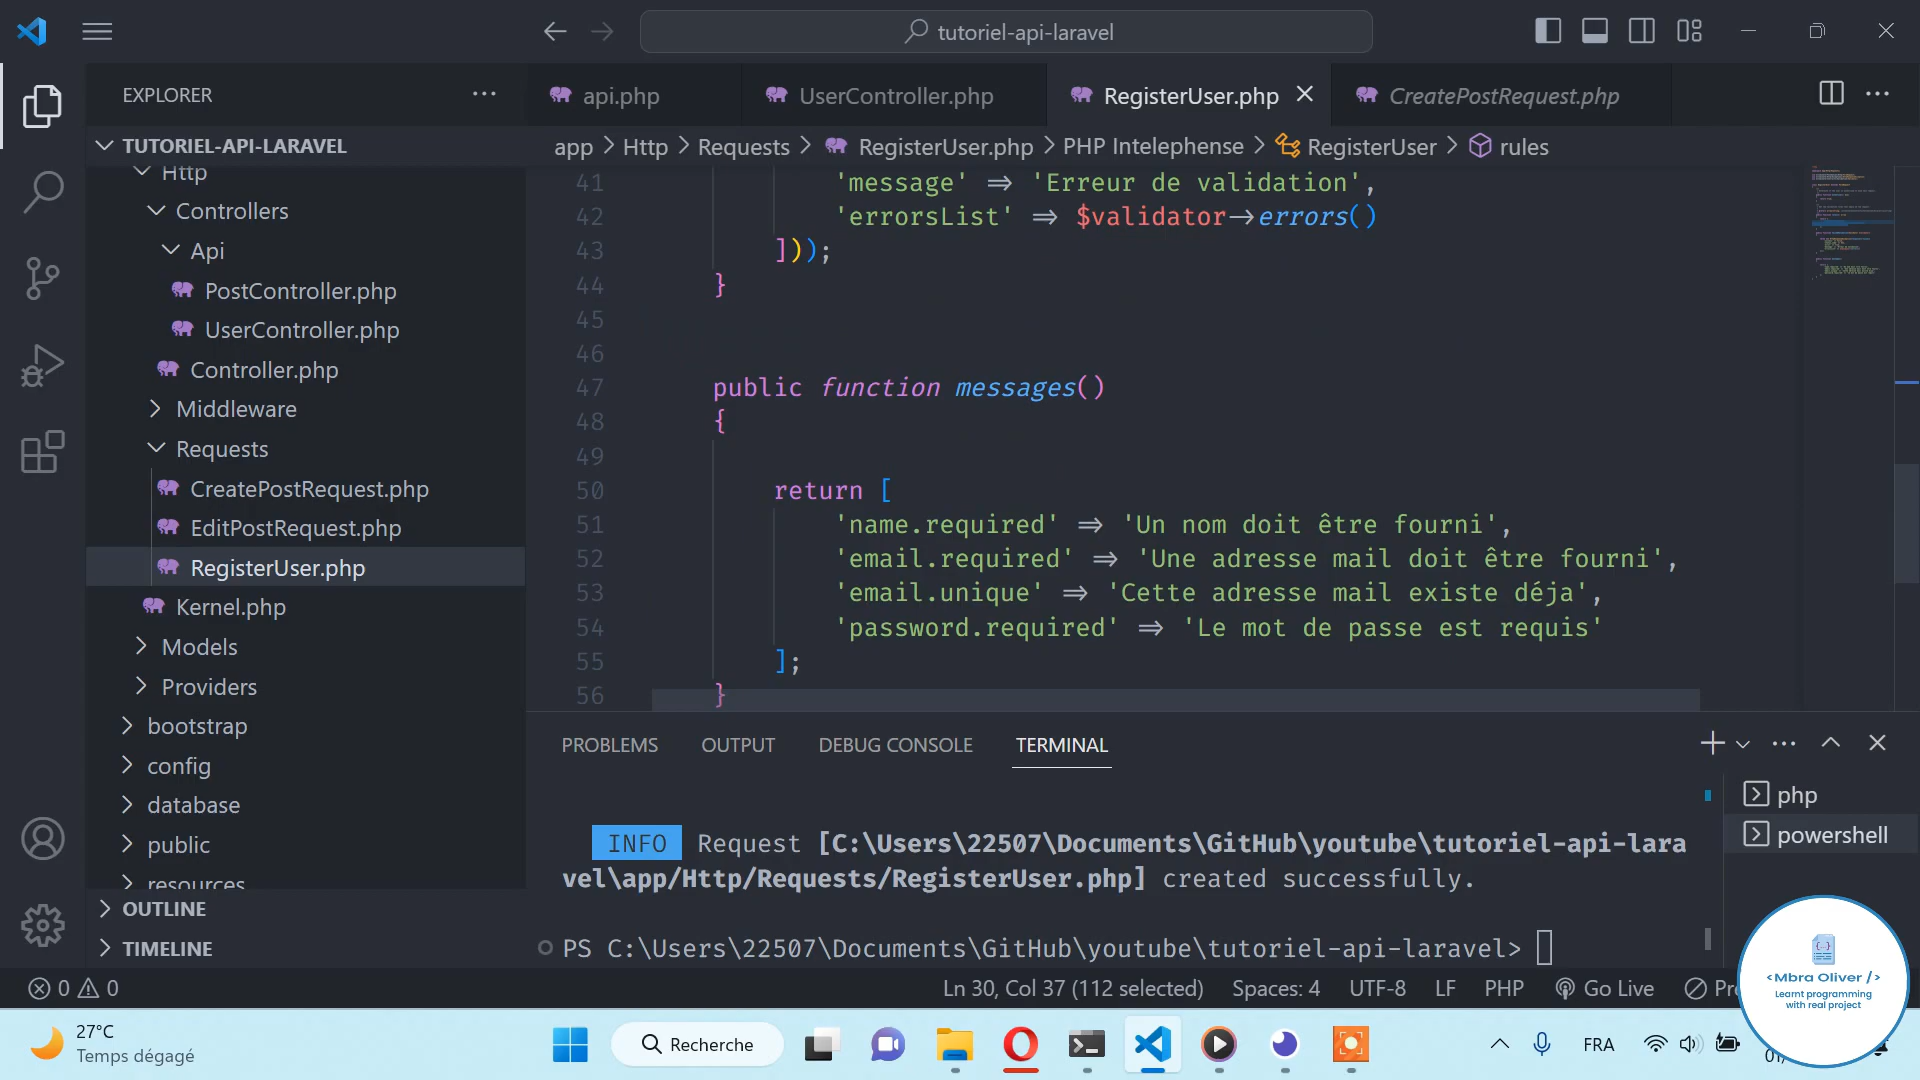 tutoriel-api-laravel
EXPLORER
TUTORIEL-API-LARAVEL
Http
Controllers
Api
PostController.php
UserController.php
Controller.php
Middleware
Requests
CreatePostRequest.php
EditPostRequest.php
RegisterUser.php
Kernel.php
Models
Providers
bootstrap
config
database
public
resources
OUTLINE
TIMELINE
api.php
UserController.php
RegisterUser.php
CreatePostRequest.php
app > Http > Requests > RegisterUser.php > PHP Intelephense > RegisterUser > rules
41 'message' => 'Erreur de validation',
42 'errorsList' => $validator->errors()
43 ]));
44 }
45
46
47 public function messages()
48 {
49
50 return [
51 'name.required' => 'Un nom doit être fourni',
52 'email.required' => 'Une adresse mail doit être fourni',
53 'email.unique' => 'Cette adresse mail existe déja',
54 'password.required' => 'Le mot de passe est requis'
55 ];
56 }
PROBLEMS OUTPUT DEBUG CONSOLE TERMINAL
INFO Request [C:\Users\22507\Documents\GitHub\youtube\tutoriel-api-lara
vel\app/Http/Requests/RegisterUser.php] created successfully.
PS C:\Users\22507\Documents\GitHub\youtube\tutoriel-api-laravel>
php
powershell
<Mbra Oliver />
Learnt programming
with real project
0 0
Ln 30, Col 37 (112 selected) Spaces: 4 UTF-8 LF PHP Go Live
27°C
Temps dégagé
Recherche
FRA